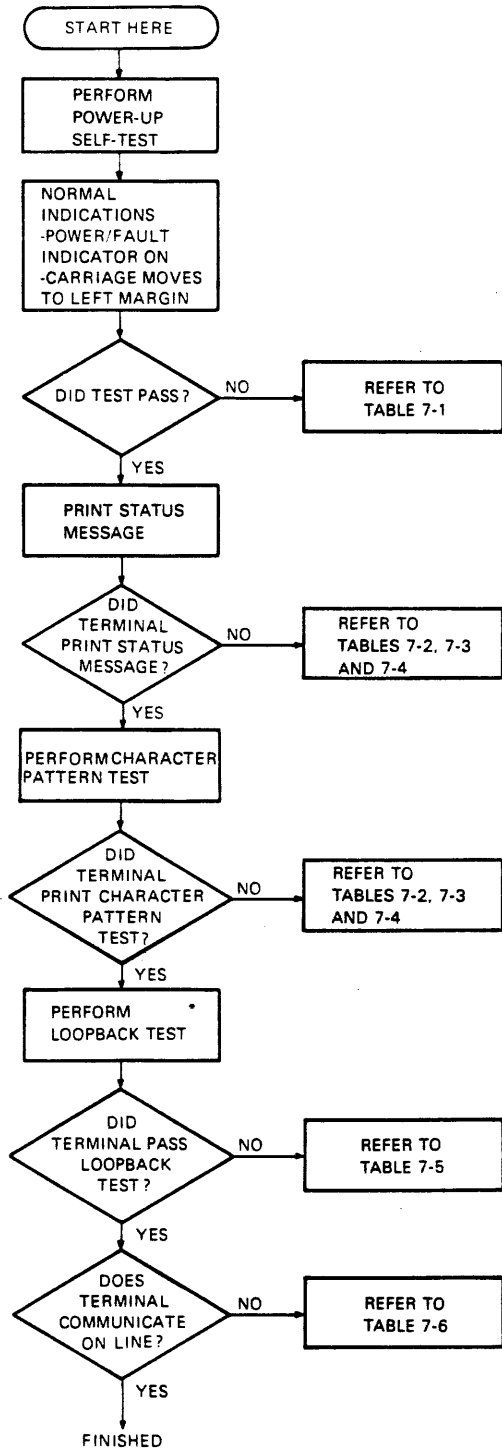 START HERE
PERFORM
POWER-UP
SELF-TEST
NORMAL
INDICATIONS
-POWER/FAULT
INDICATOR ON
-CARRIAGE MOVES
TO LEFT MARGIN
DID TEST PASS?
NO
REFER TO
TABLE 7-1
YES
PRINT STATUS
MESSAGE
DID
TERMINAL
PRINT STATUS
MESSAGE?
NO
REFER TO
TABLES 7-2, 7-3
AND 7-4
YES
PERFORM CHARACTER
PATTERN TEST
DID
TERMINAL
PRINT CHARACTER
PATTERN
TEST?
NO
REFER TO
TABLES 7-2, 7-3
AND 7-4
YES
PERFORM
LOOPBACK TEST
DID
TERMINAL PASS
LOOPBACK
TEST?
NO
REFER TO
TABLE 7-5
YES
DOES
TERMINAL
COMMUNICATE
ON LINE?
NO
REFER TO
TABLE 7-6
YES
FINISHED